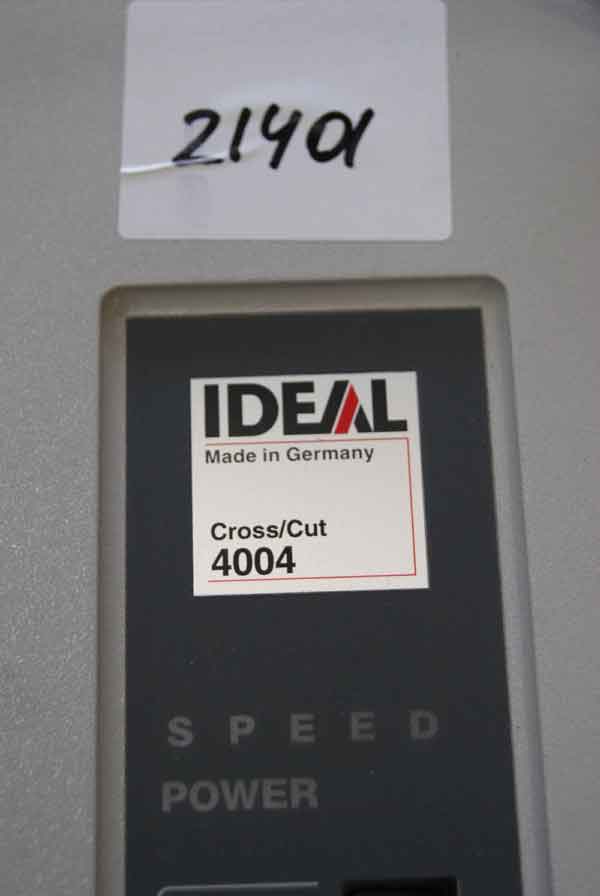 2140
IDEAL
Made in Germany
Cross/Cut
4004
SPEED
POWER